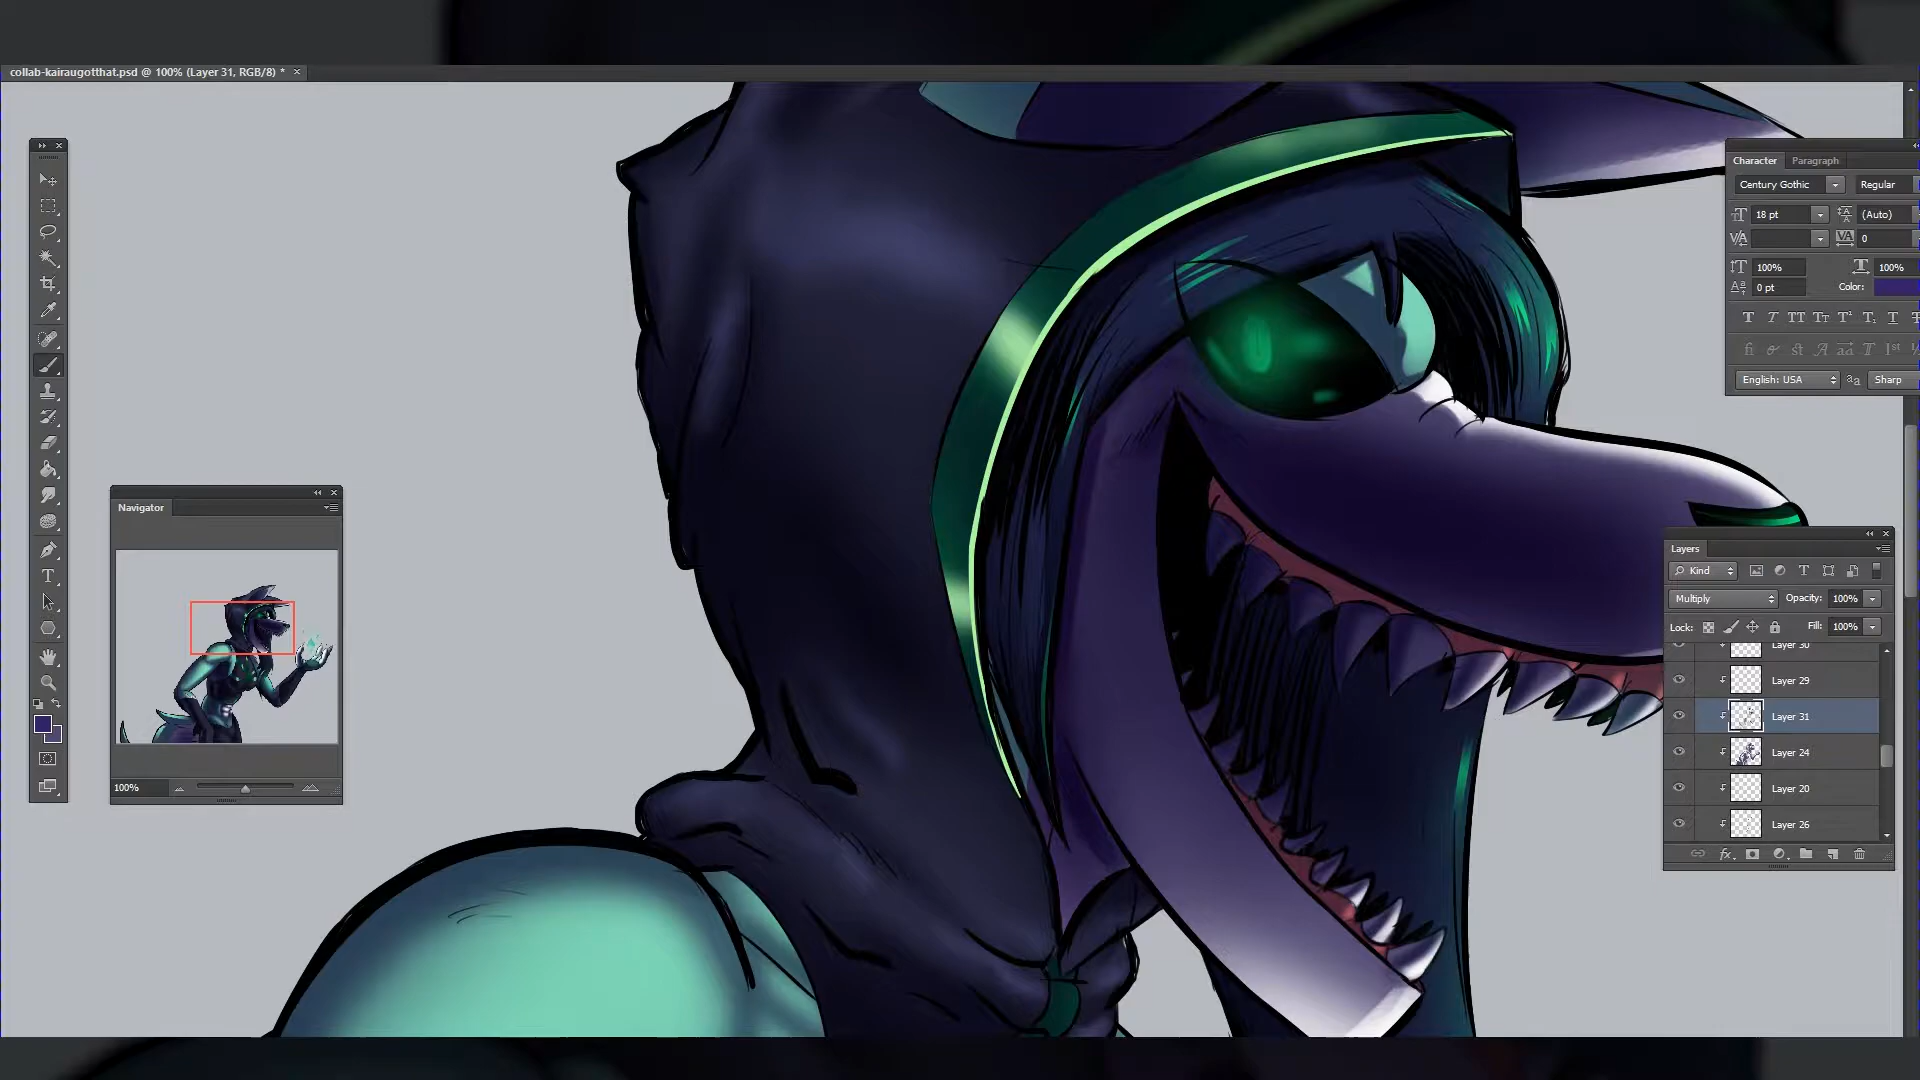 collab-kairaugotthat.psd @ 100% (Layer 31, RGB/8) *
Character Paragraph
Century Gothic Regular
18 pt (Auto)
0
100% 100%
0 pt Color:
English: USA Sharp
Navigator
100%
Layers
Kind
Multiply Opacity: 100%
Lock: Fill: 100%
Layer 30
Layer 29
Layer 31
Layer 24
Layer 20
Layer 26